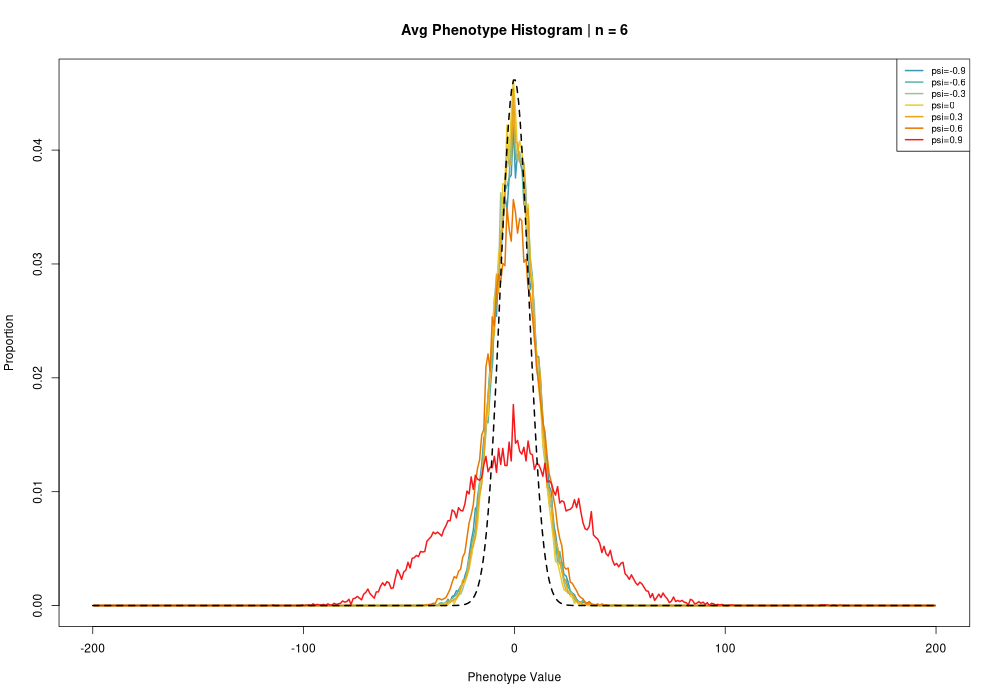 Avg Phenotype Histogram | n = 6
psi=-0.9
psi=-0.6
psi=-0.3
psi=0
psi=0.3
psi=0.6
psi=0.9
Proportion
0.04
0.03
0.02
0.01
0.00
-200
-100
0
100
200
Phenotype Value